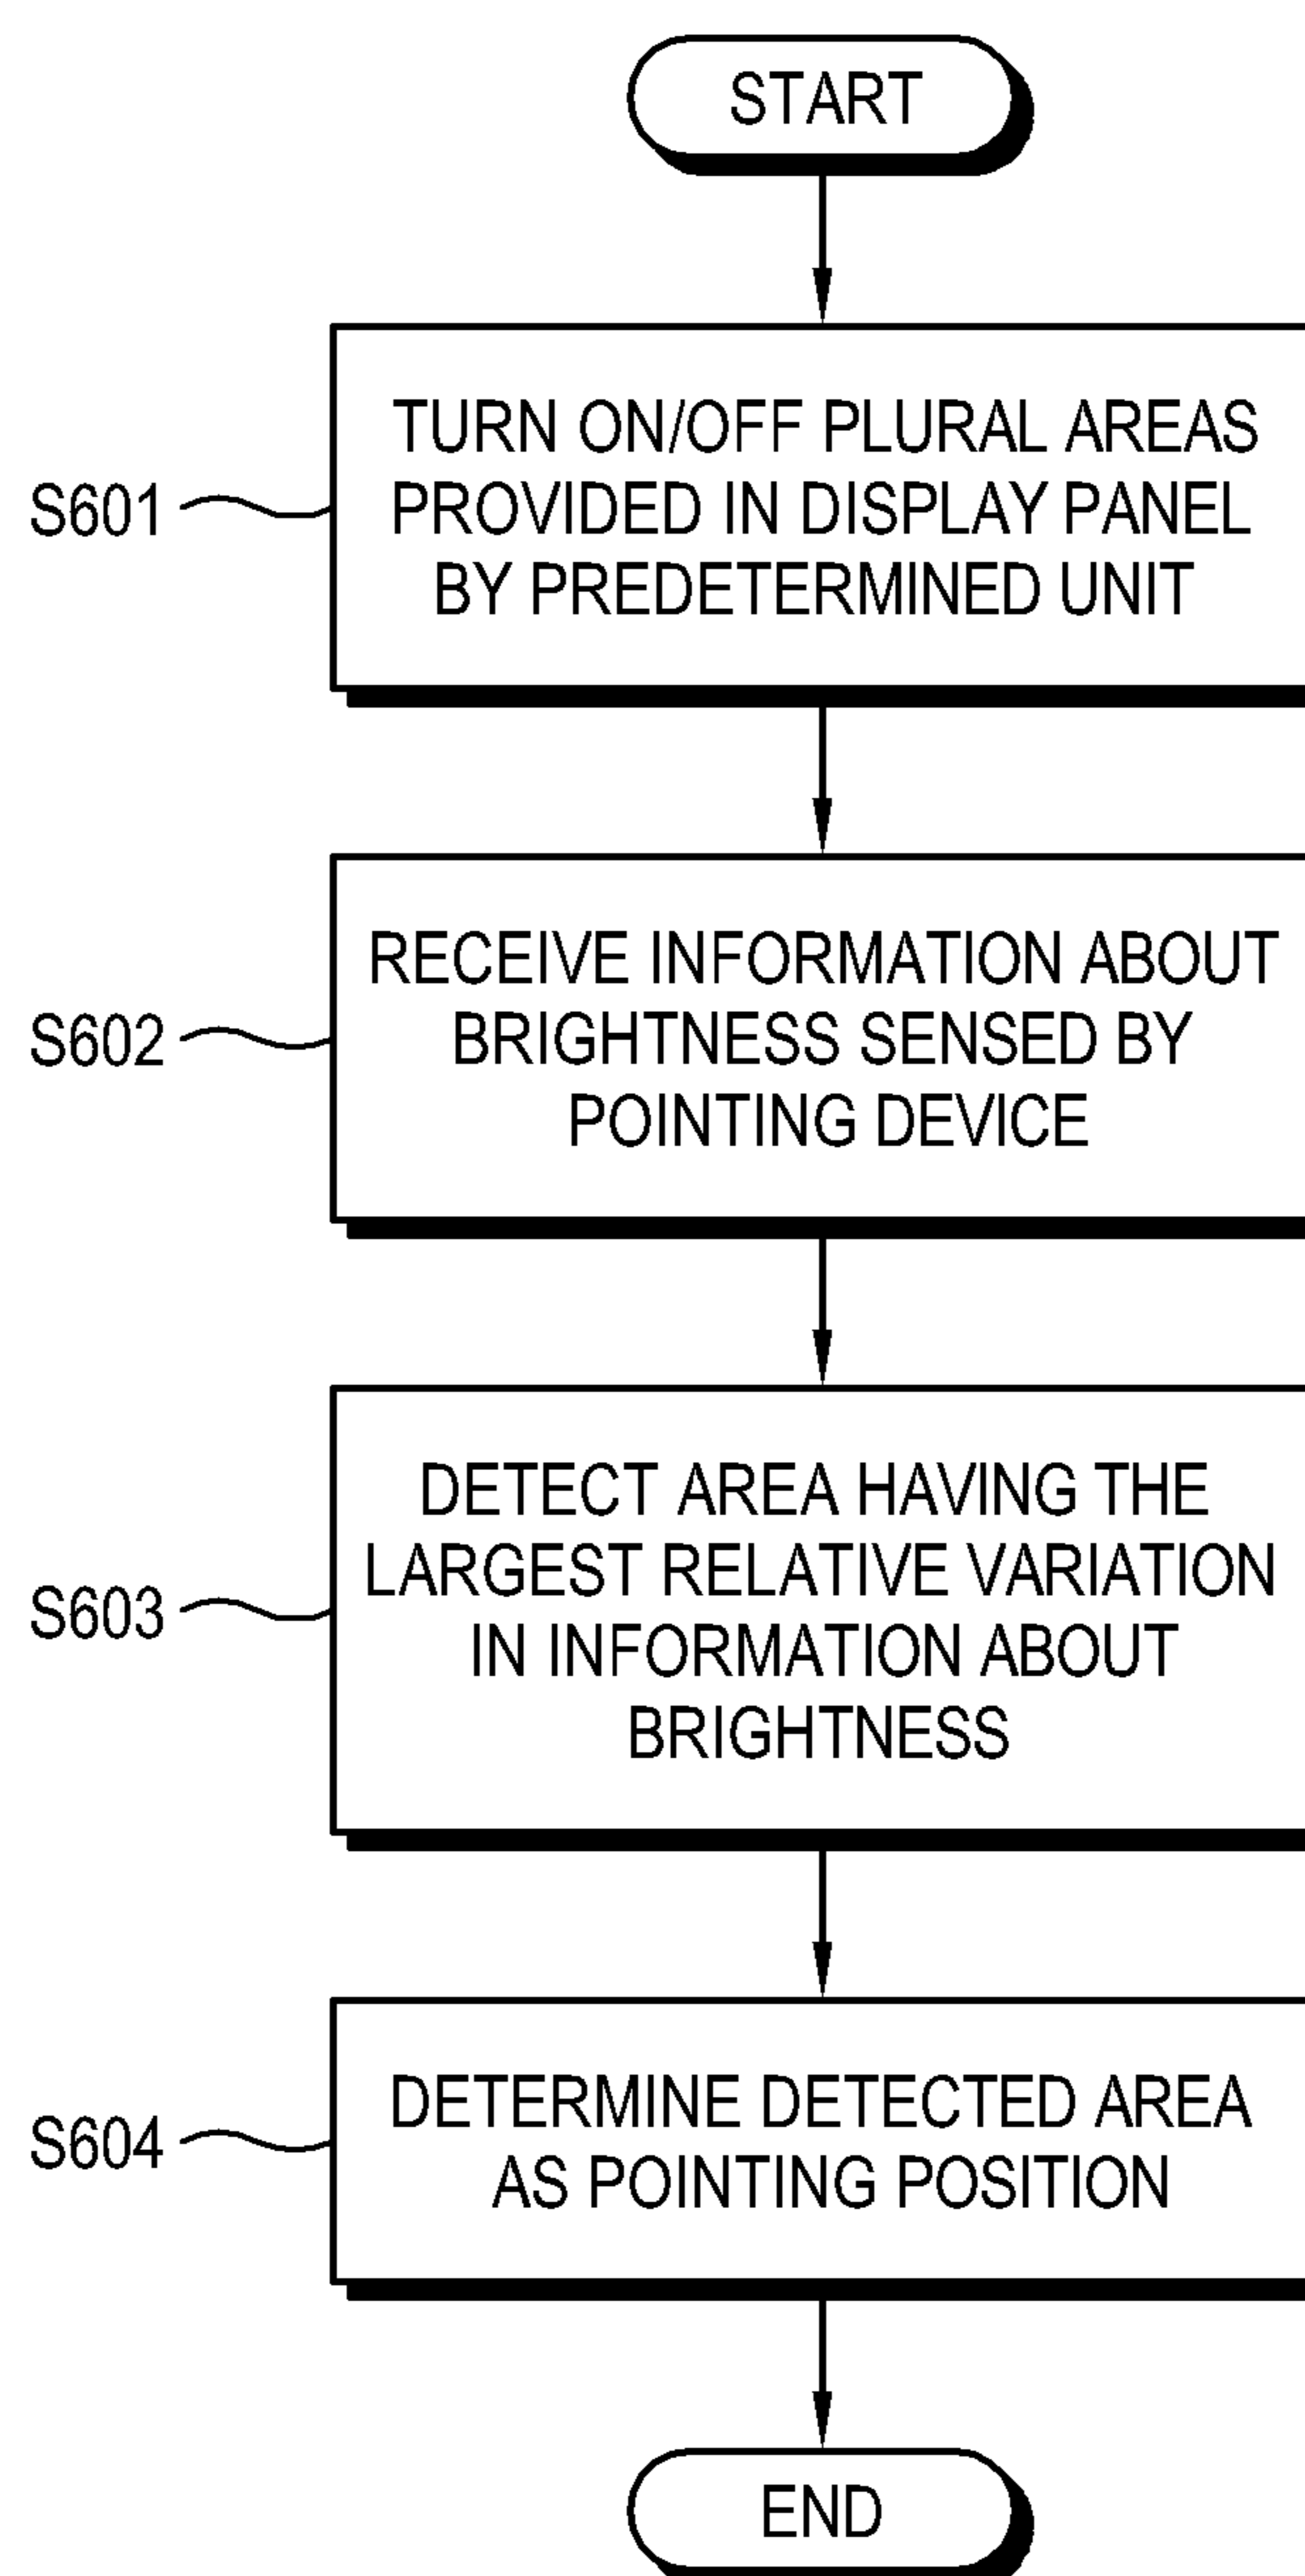 START
S601
TURN ON/OFF PLURAL AREAS
PROVIDED IN DISPLAY PANEL
BY PREDETERMINED UNIT
S602
RECEIVE INFORMATION ABOUT
BRIGHTNESS SENSED BY
POINTING DEVICE
S603
DETECT AREA HAVING THE
LARGEST RELATIVE VARIATION
IN INFORMATION ABOUT
BRIGHTNESS
S604
DETERMINE DETECTED AREA
AS POINTING POSITION
END